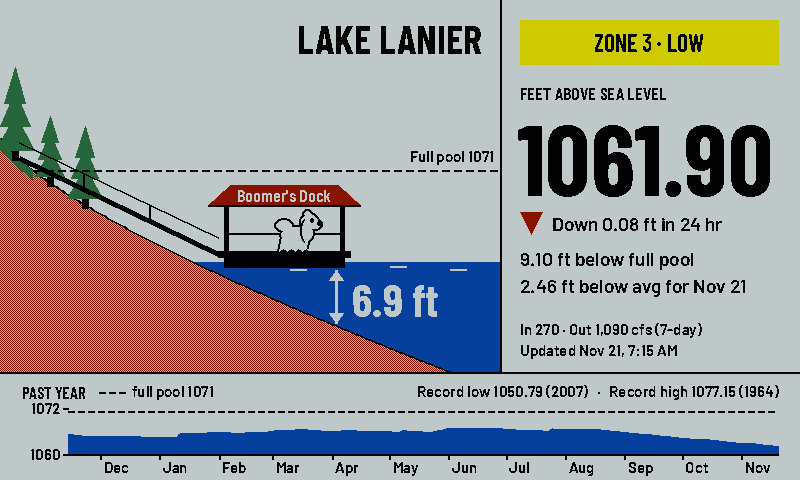 LAKE LANIER
Full pool 1071
Boomer's Dock
6.9 ft
ZONE 3 · LOW
FEET ABOVE SEA LEVEL
1061.90
Down 0.08 ft in 24 hr
9.10 ft below full pool
2.46 ft below avg for Nov 21
In 270 · Out 1,090 cfs (7-day)
Updated Nov 21, 7:15 AM
PAST YEAR --- full pool 1071
Record low 1050.79 (2007) · Record high 1077.15 (1964)
1072
1060
Dec Jan Feb Mar Apr May Jun Jul Aug Sep Oct Nov